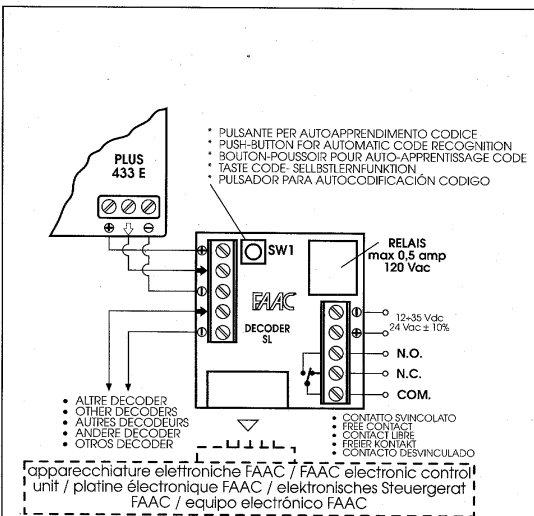 * PULSANTE PER AUTOAPPRENDIMENTO CODICE
* PUSH-BUTTON FOR AUTOMATIC CODE RECOGNITION
* BOUTON-POUSSOIR POUR AUTO-APPRENTISSAGE CODE
* TASTE CODE- SELLBSTLERNFUNKTION
* PULSADOR PARA AUTOCODIFICACIÓN CODIGO
PLUS
433 E
SW1
RELAIS
max 0,5 amp
120 Vac
FAAC
DECODER
SL
12÷35 Vdc
24 Vac ± 10%
N.O.
N.C.
COM.
• ALTRE DECODER
• OTHER DECODERS
• AUTRES DECODEURS
• ANDERE DECODER
• OTROS DECODER
• CONTATTO SVINCOLATO
• FREE CONTACT
• CONTACT LIBRE
• FREIER KONTAKT
• CONTACTO DESVINCULADO
apparecchiature elettroniche FAAC / FAAC electronic control
unit / platine électronique FAAC / elektronisches Steuergerat
FAAC / equipo electrónico FAAC